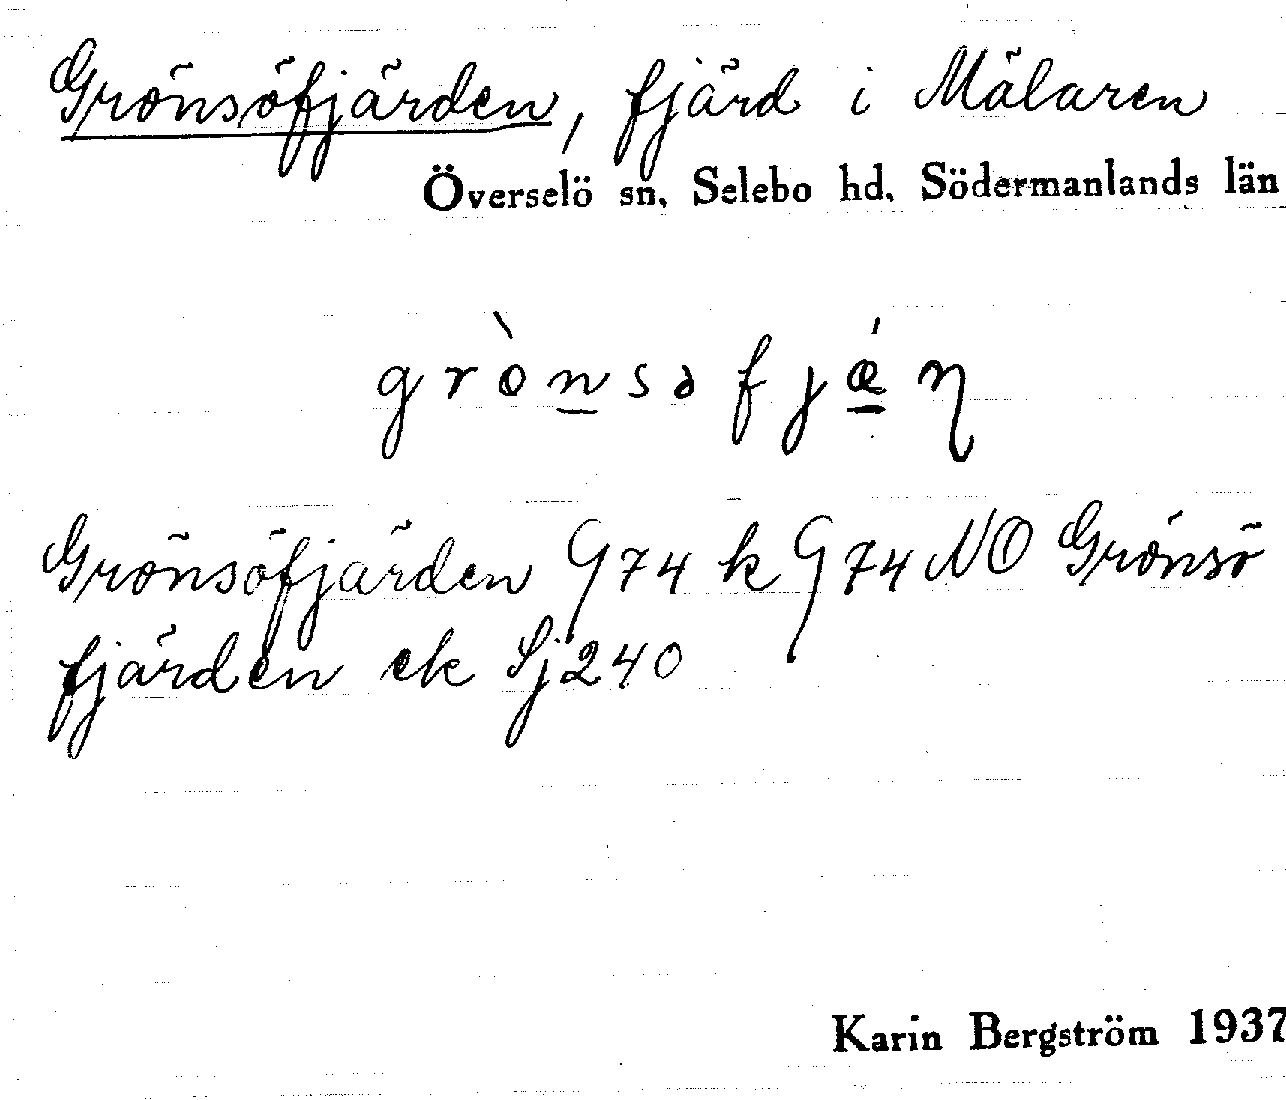 Grönsöfjärden, fjärd i Mälaren
Överselö sn, Selebo hd, Södermanlands län
grònsəfjǽn
Grönsöfjärden G74 k G74 NO Grönsö
fjärden ek Sj240
Karin Bergström 1937